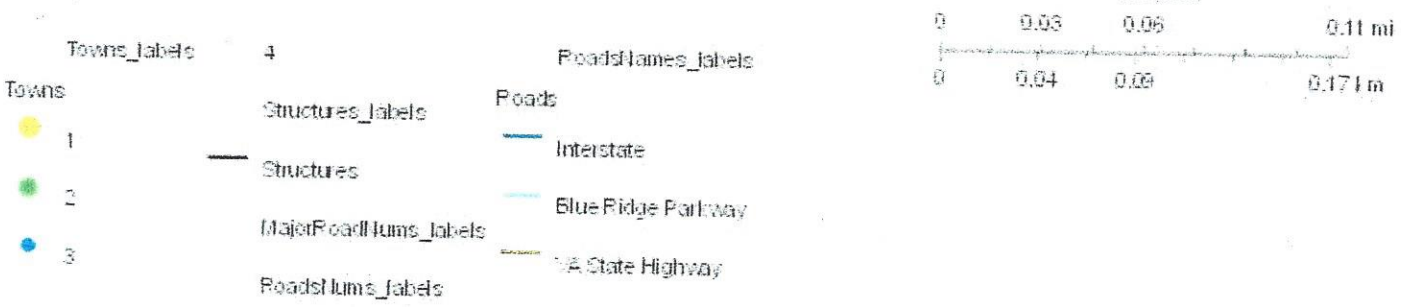 Towns_labels
Towns
1
2
3
4
Structures_labels
Structures
MajorRoadNums_labels
RoadsNums_labels
RoadsNames_labels
Roads
Interstate
Blue Ridge Parkway
VA State Highway
0 0.03 0.06 0.11 mi
0 0.04 0.09 0.17 km